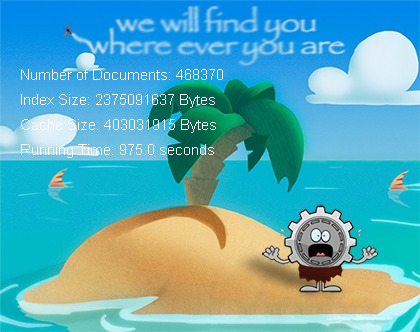 we will find you
where ever you are
Number of Documents: 468370
Index Size: 2375091637 Bytes
Cache Size: 403031915 Bytes
Running Time: 975.0 seconds